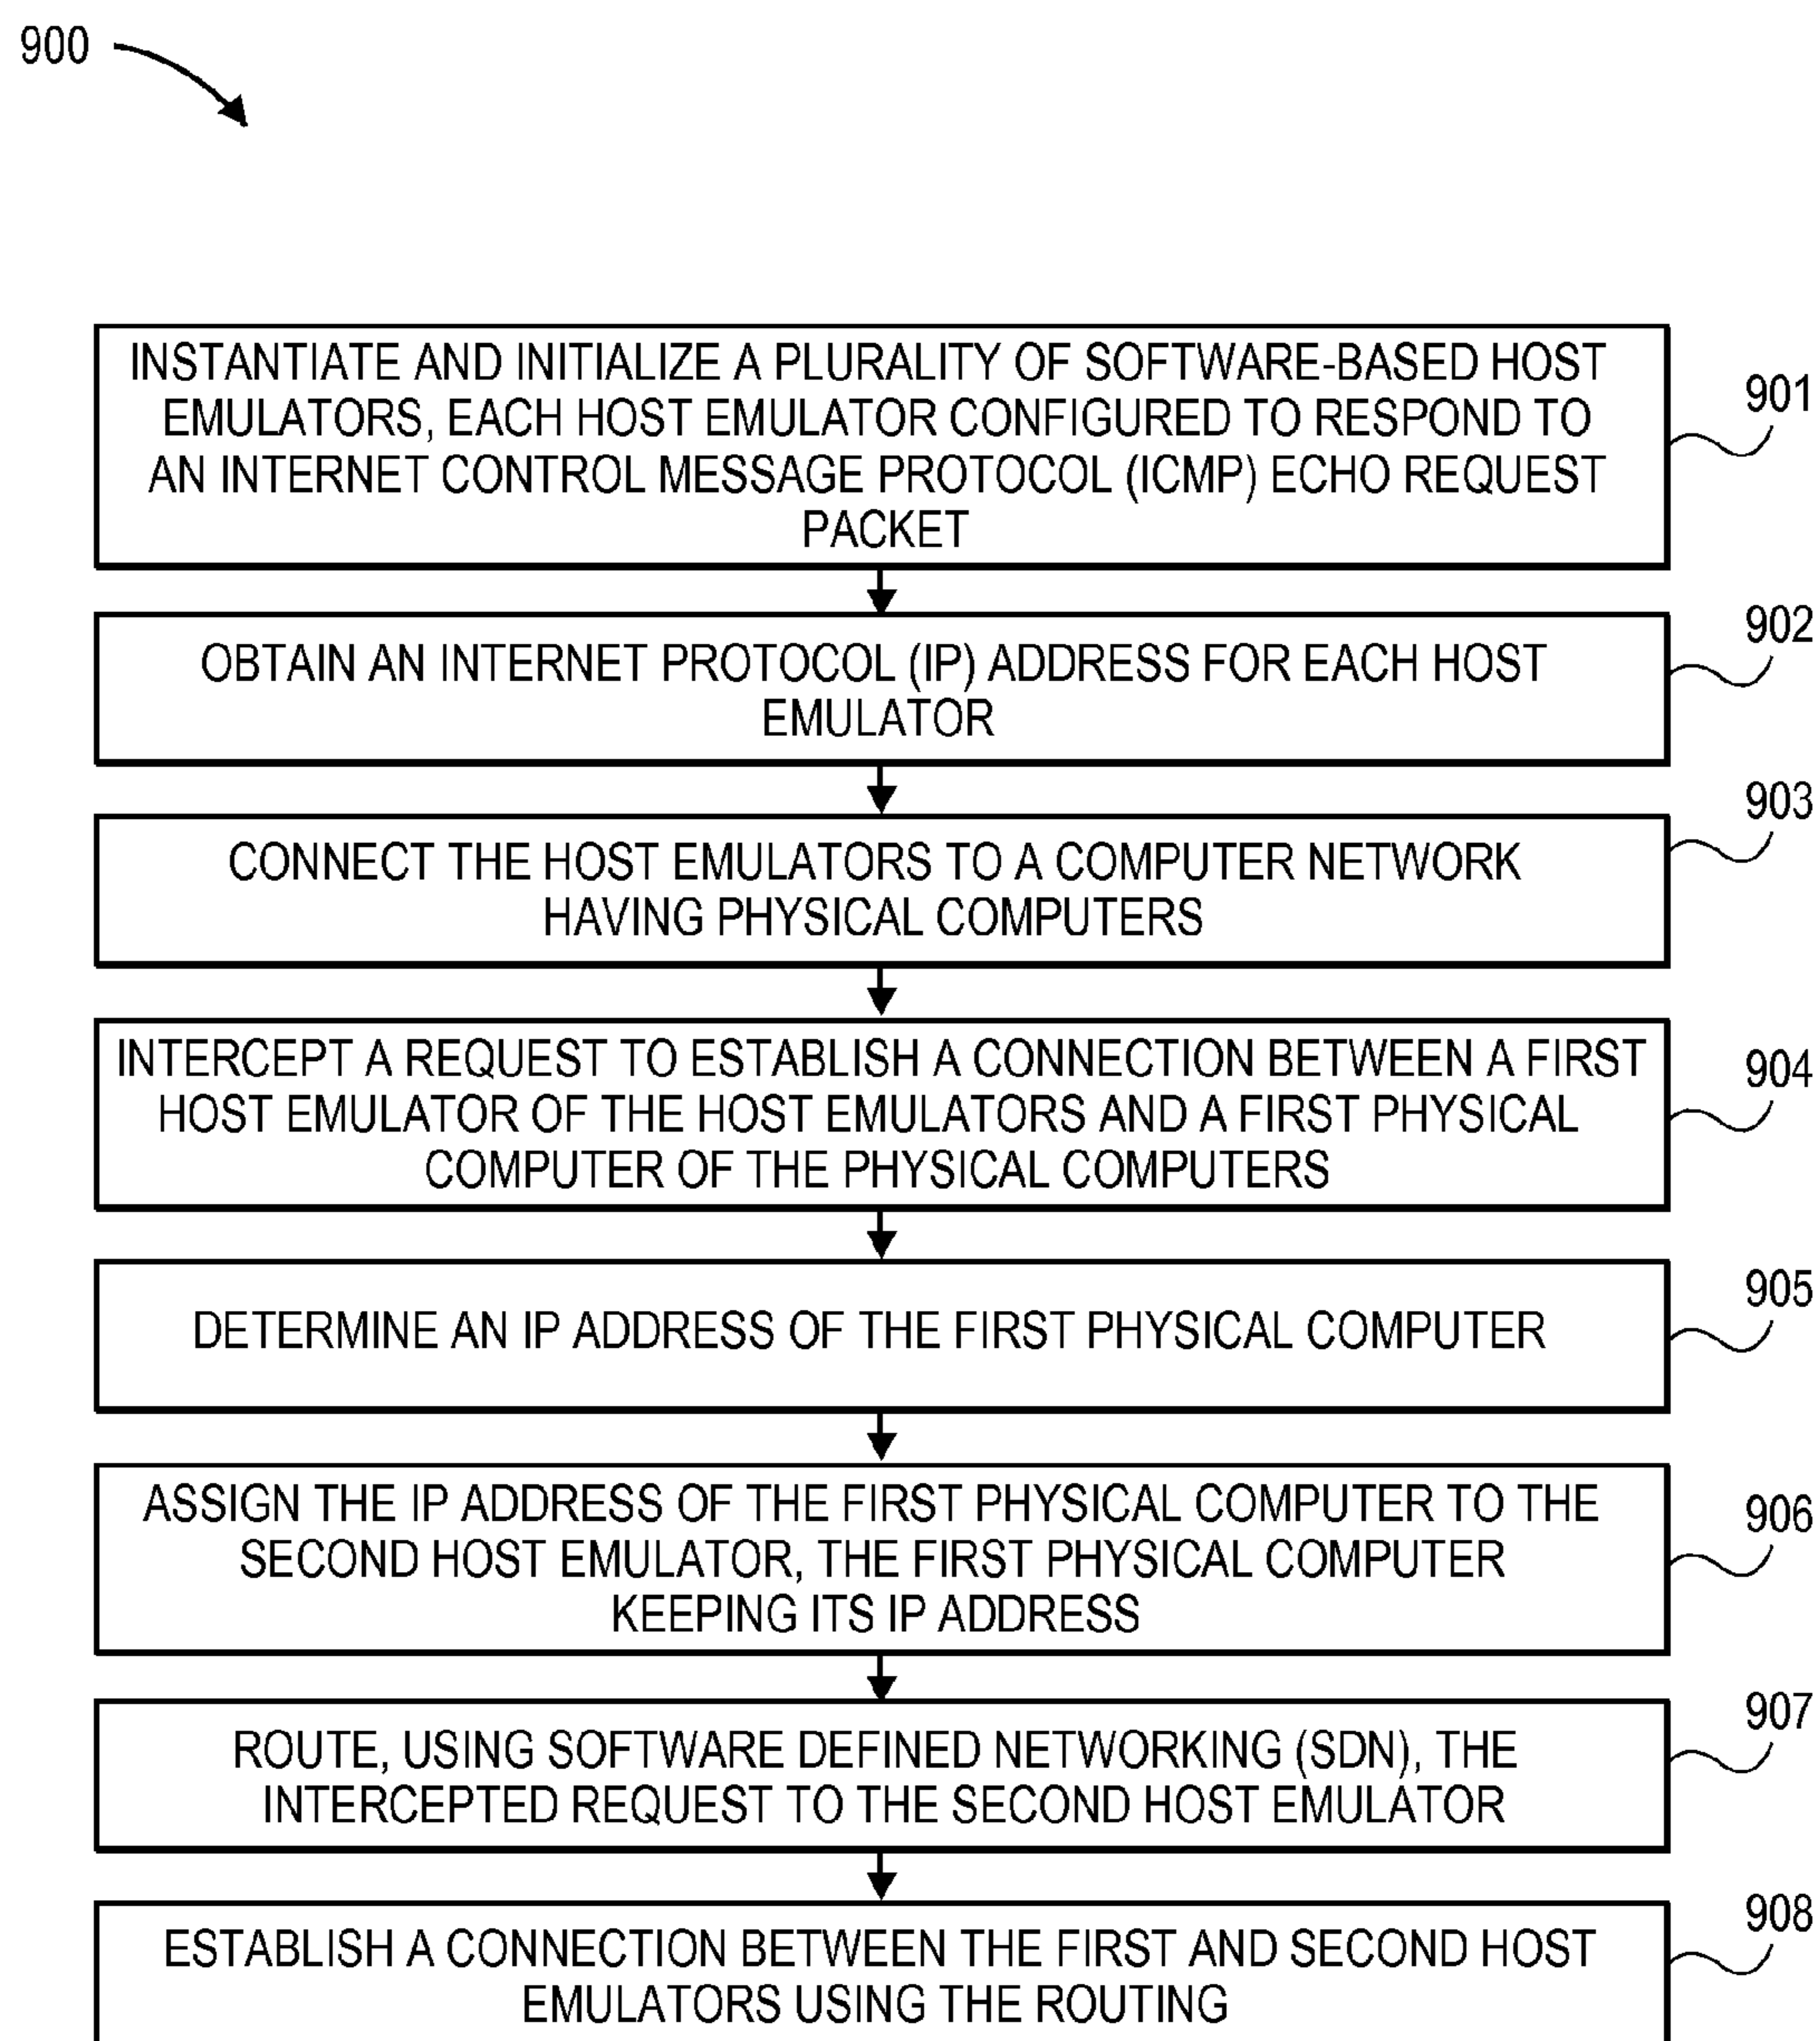 900
INSTANTIATE AND INITIALIZE A PLURALITY OF SOFTWARE-BASED HOST
EMULATORS, EACH HOST EMULATOR CONFIGURED TO RESPOND TO
AN INTERNET CONTROL MESSAGE PROTOCOL (ICMP) ECHO REQUEST
PACKET
901
OBTAIN AN INTERNET PROTOCOL (IP) ADDRESS FOR EACH HOST
EMULATOR
902
CONNECT THE HOST EMULATORS TO A COMPUTER NETWORK
HAVING PHYSICAL COMPUTERS
903
INTERCEPT A REQUEST TO ESTABLISH A CONNECTION BETWEEN A FIRST
HOST EMULATOR OF THE HOST EMULATORS AND A FIRST PHYSICAL
COMPUTER OF THE PHYSICAL COMPUTERS
904
DETERMINE AN IP ADDRESS OF THE FIRST PHYSICAL COMPUTER
905
ASSIGN THE IP ADDRESS OF THE FIRST PHYSICAL COMPUTER TO THE
SECOND HOST EMULATOR, THE FIRST PHYSICAL COMPUTER
KEEPING ITS IP ADDRESS
906
ROUTE, USING SOFTWARE DEFINED NETWORKING (SDN), THE
INTERCEPTED REQUEST TO THE SECOND HOST EMULATOR
907
ESTABLISH A CONNECTION BETWEEN THE FIRST AND SECOND HOST
EMULATORS USING THE ROUTING
908